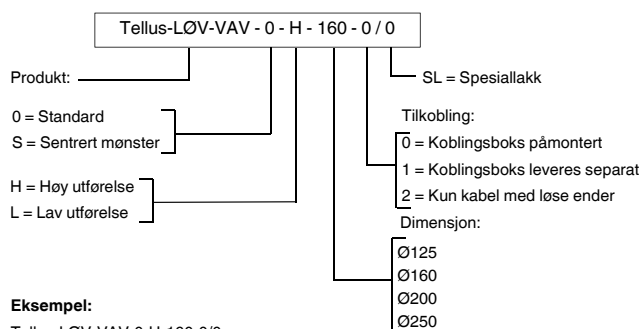 Tellus-LØV-VAV - 0 - H - 160 - 0 / 0
Produkt:
SL = Spesiallakk
0 = Standard
S = Sentrert mønster
Tilkobling:
0 = Koblingsboks påmontert
1 = Koblingsboks leveres separat
2 = Kun kabel med løse ender
H = Høy utførelse
L = Lav utførelse
Dimensjon:
Ø125
Ø160
Ø200
Ø250
Eksempel: